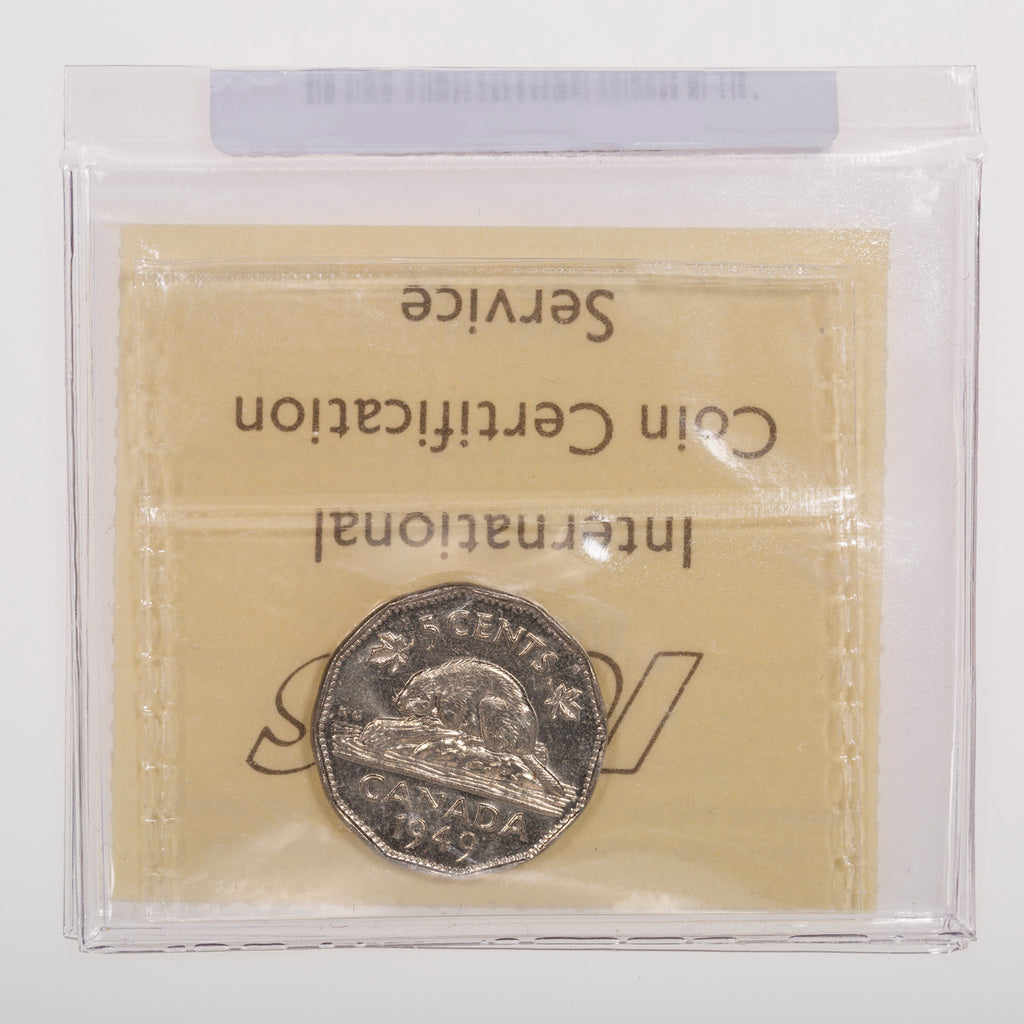 Service
Coin Certification
International
5 CENTS
CANADA
1949